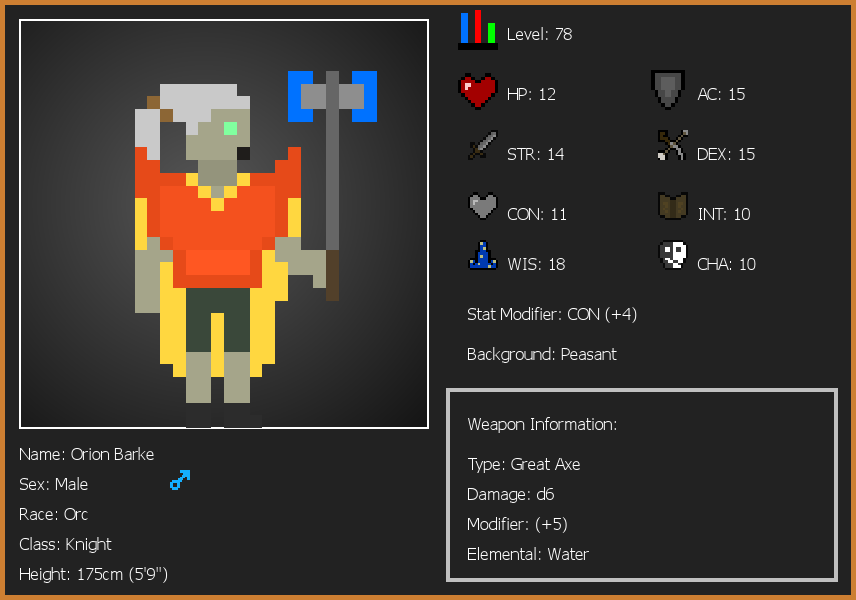 Level: 78
HP: 12
AC: 15
STR: 14
DEX: 15
CON: 11
INT: 10
WIS: 18
CHA: 10
Stat Modifier: CON (+4)
Background: Peasant
Weapon Information:
Type: Great Axe
Damage: d6
Modifier: (+5)
Elemental: Water
Name: Orion Barke
Sex: Male
Race: Orc
Class: Knight
Height: 175cm (5'9")